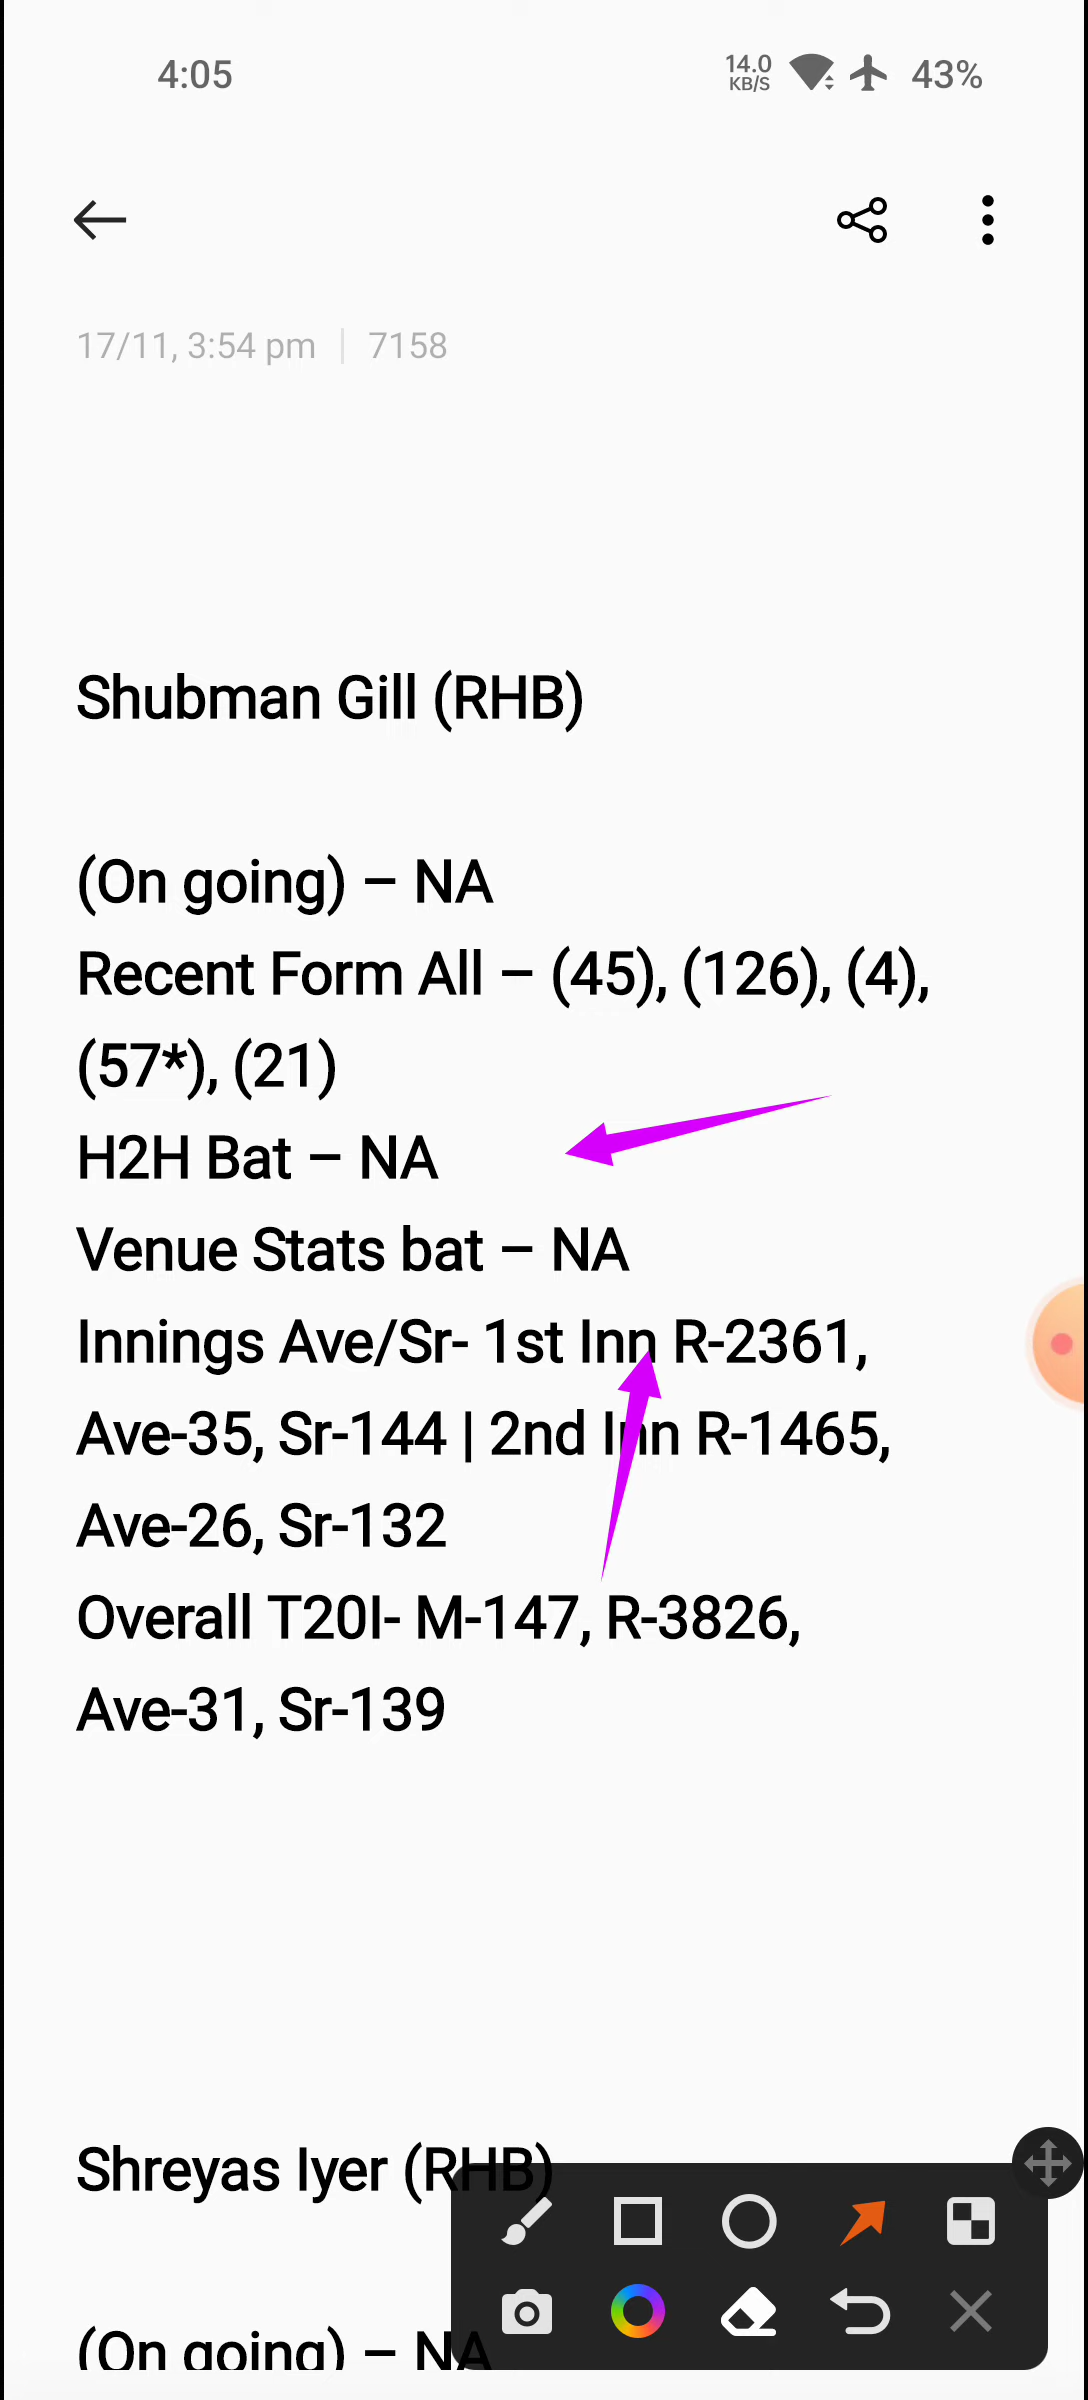 4:05
14.0
KB/S
43%
17/11, 3:54 pm | 7158
Shubman Gill (RHB)
(On going) – NA
Recent Form All – (45), (126), (4),
(57*), (21)
H2H Bat – NA
Venue Stats bat – NA
Innings Ave/Sr- 1st Inn R-2361,
Ave-35, Sr-144 | 2nd Inn R-1465,
Ave-26, Sr-132
Overall T20I- M-147, R-3826,
Ave-31, Sr-139
Shreyas Iyer (RHB)
(On going) – NA